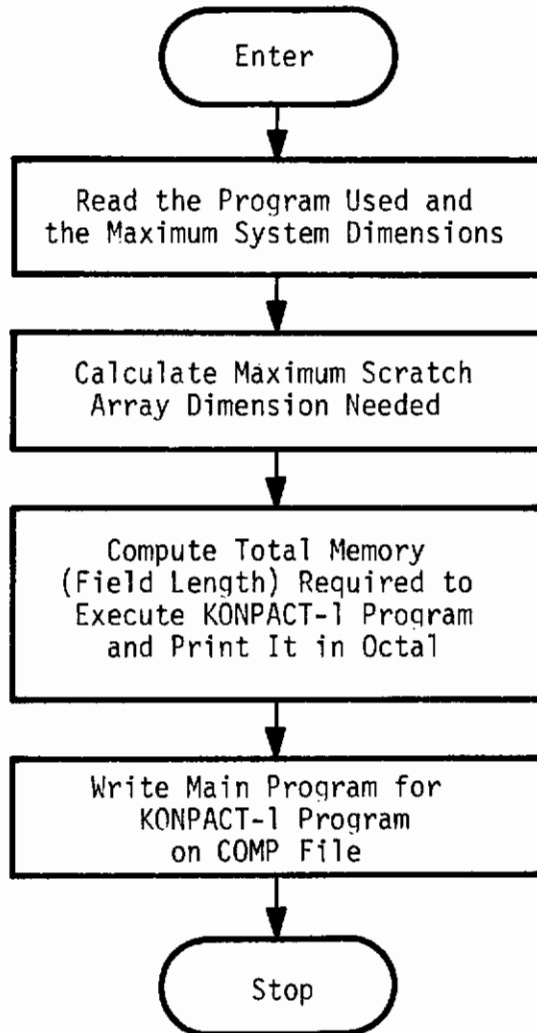 Enter
Read the Program Used and
the Maximum System Dimensions
Calculate Maximum Scratch
Array Dimension Needed
Compute Total Memory
(Field Length) Required to
Execute KONPACT-1 Program
and Print It in Octal
Write Main Program for
KONPACT-1 Program
on COMP File
Stop